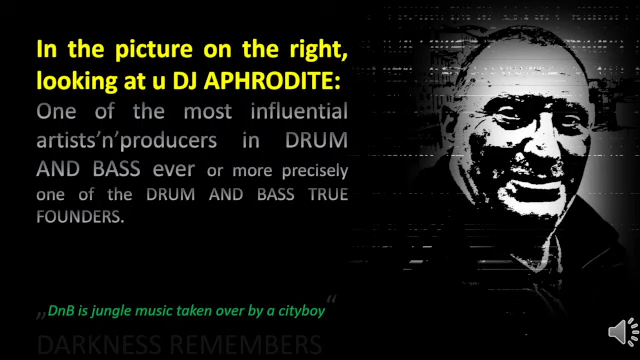 In the picture on the right,
looking at u DJ APHRODITE:
One of the most influential
artists’n’producers in DRUM
AND BASS ever or more precisely
one of the DRUM AND BASS TRUE
FOUNDERS.
„DnB is jungle music taken over by a cityboy“
DARKNESS REMEMBERS